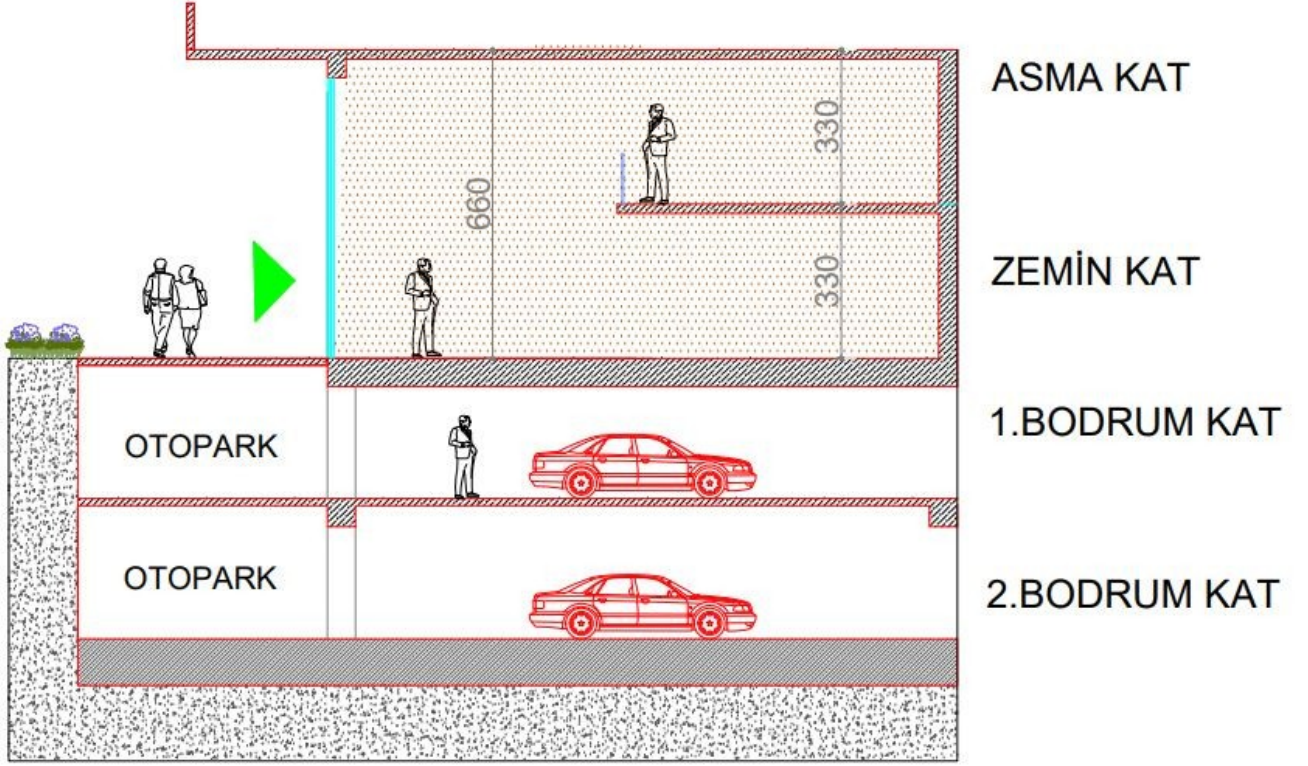 ASMA KAT
330
660
ZEMİN KAT
330
1.BODRUM KAT
OTOPARK
OTOPARK
2.BODRUM KAT